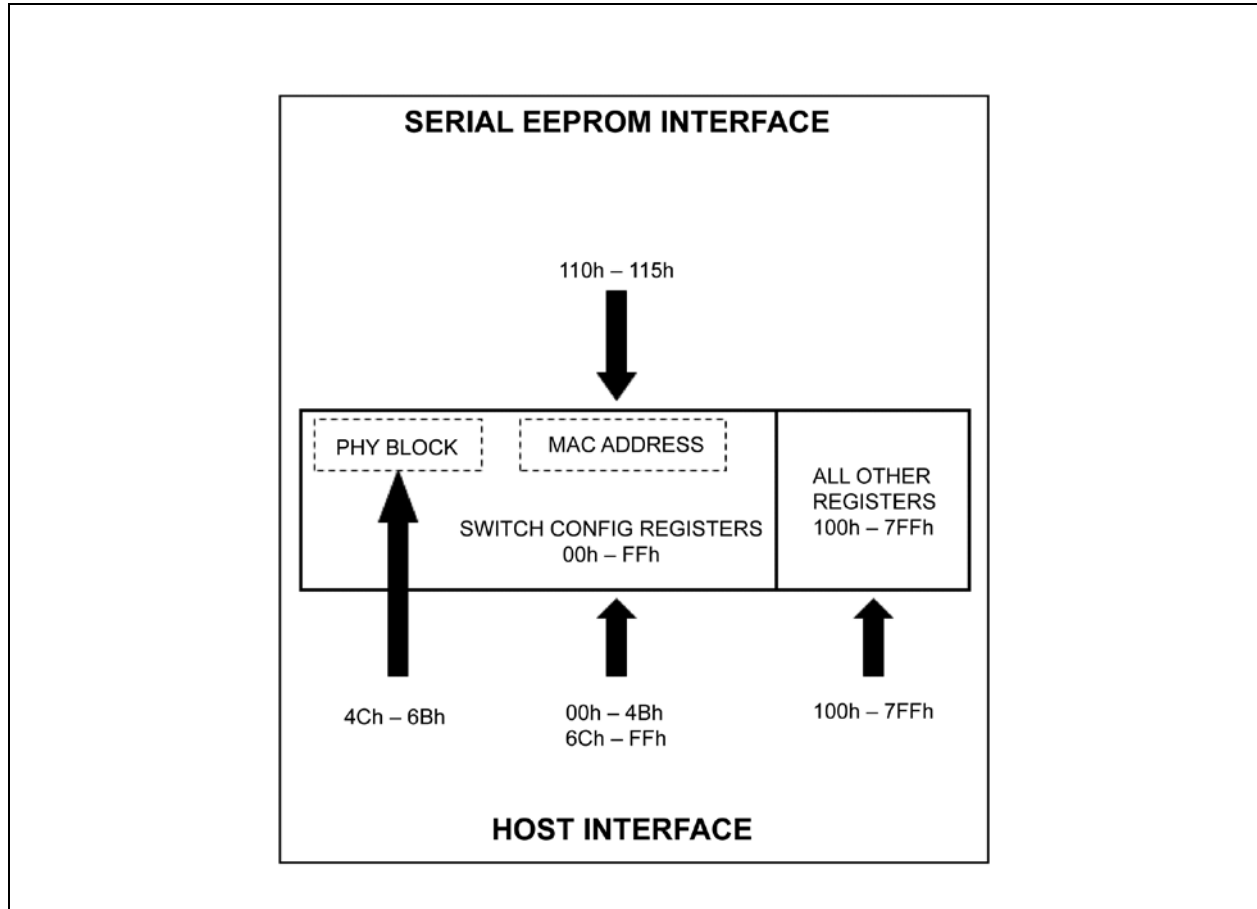 SERIAL EEPROM INTERFACE
110h – 115h
PHY BLOCK
MAC ADDRESS
SWITCH CONFIG REGISTERS
00h – FFh
ALL OTHER
REGISTERS
100h – 7FFh
4Ch – 6Bh
00h – 4Bh
6Ch – FFh
100h – 7FFh
HOST INTERFACE